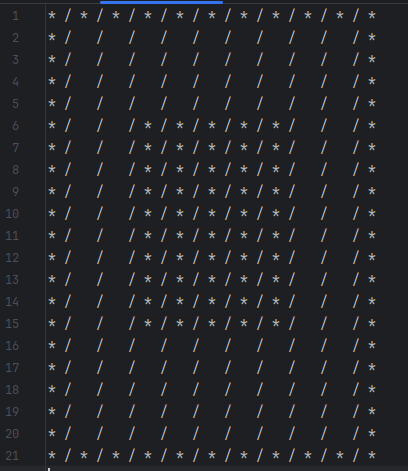 1 * / * / * / * / * / * / * / * / * / * / *
2 * /   /   /   /   /   /   /   /   /   / *
3 * /   /   /   /   /   /   /   /   /   / *
4 * /   /   /   /   /   /   /   /   /   / *
5 * /   /   /   /   /   /   /   /   /   / *
6 * /   /   / * / * / * / * / * /   /   / *
7 * /   /   / * / * / * / * / * /   /   / *
8 * /   /   / * / * / * / * / * /   /   / *
9 * /   /   / * / * / * / * / * /   /   / *
10 * /   /   / * / * / * / * / * /   /   / *
11 * /   /   / * / * / * / * / * /   /   / *
12 * /   /   / * / * / * / * / * /   /   / *
13 * /   /   / * / * / * / * / * /   /   / *
14 * /   /   / * / * / * / * / * /   /   / *
15 * /   /   / * / * / * / * / * /   /   / *
16 * /   /   /   /   /   /   /   /   /   / *
17 * /   /   /   /   /   /   /   /   /   / *
18 * /   /   /   /   /   /   /   /   /   / *
19 * /   /   /   /   /   /   /   /   /   / *
20 * /   /   /   /   /   /   /   /   /   / *
21 * / * / * / * / * / * / * / * / * / * / *